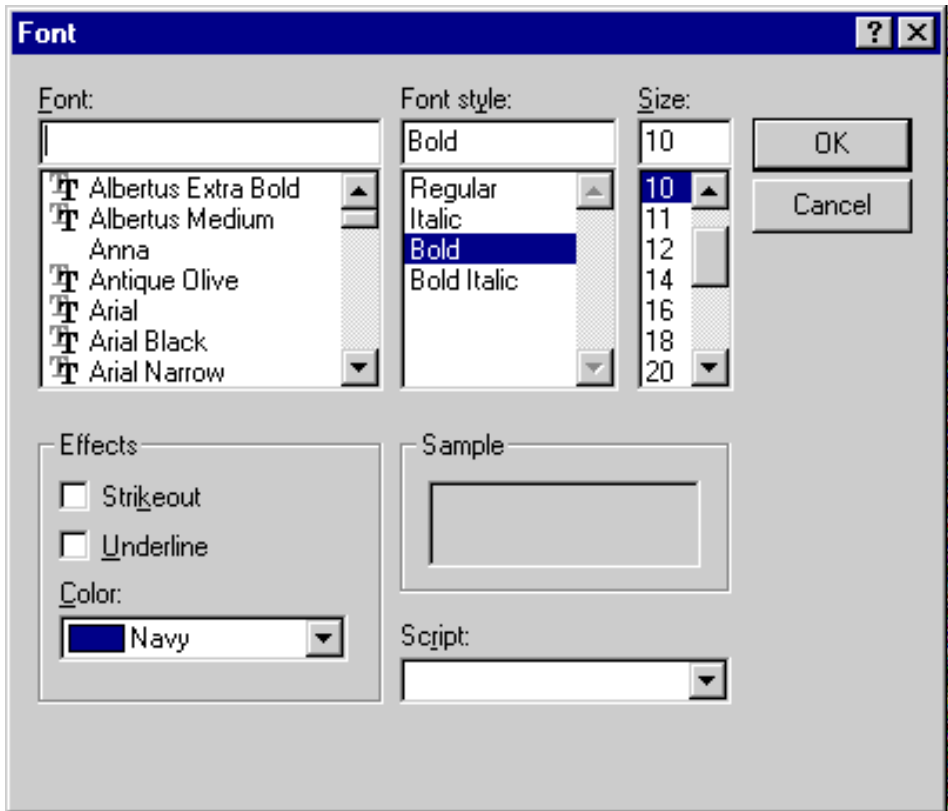 Font
Font:
Font style:
Size:
Bold
10
OK
Cancel
Albertus Extra Bold
Albertus Medium
Anna
Antique Olive
Arial
Arial Black
Arial Narrow
Regular
Italic
Bold
Bold Italic
10
11
12
14
16
18
20
Effects
Strikeout
Underline
Color:
Navy
Sample
Script: